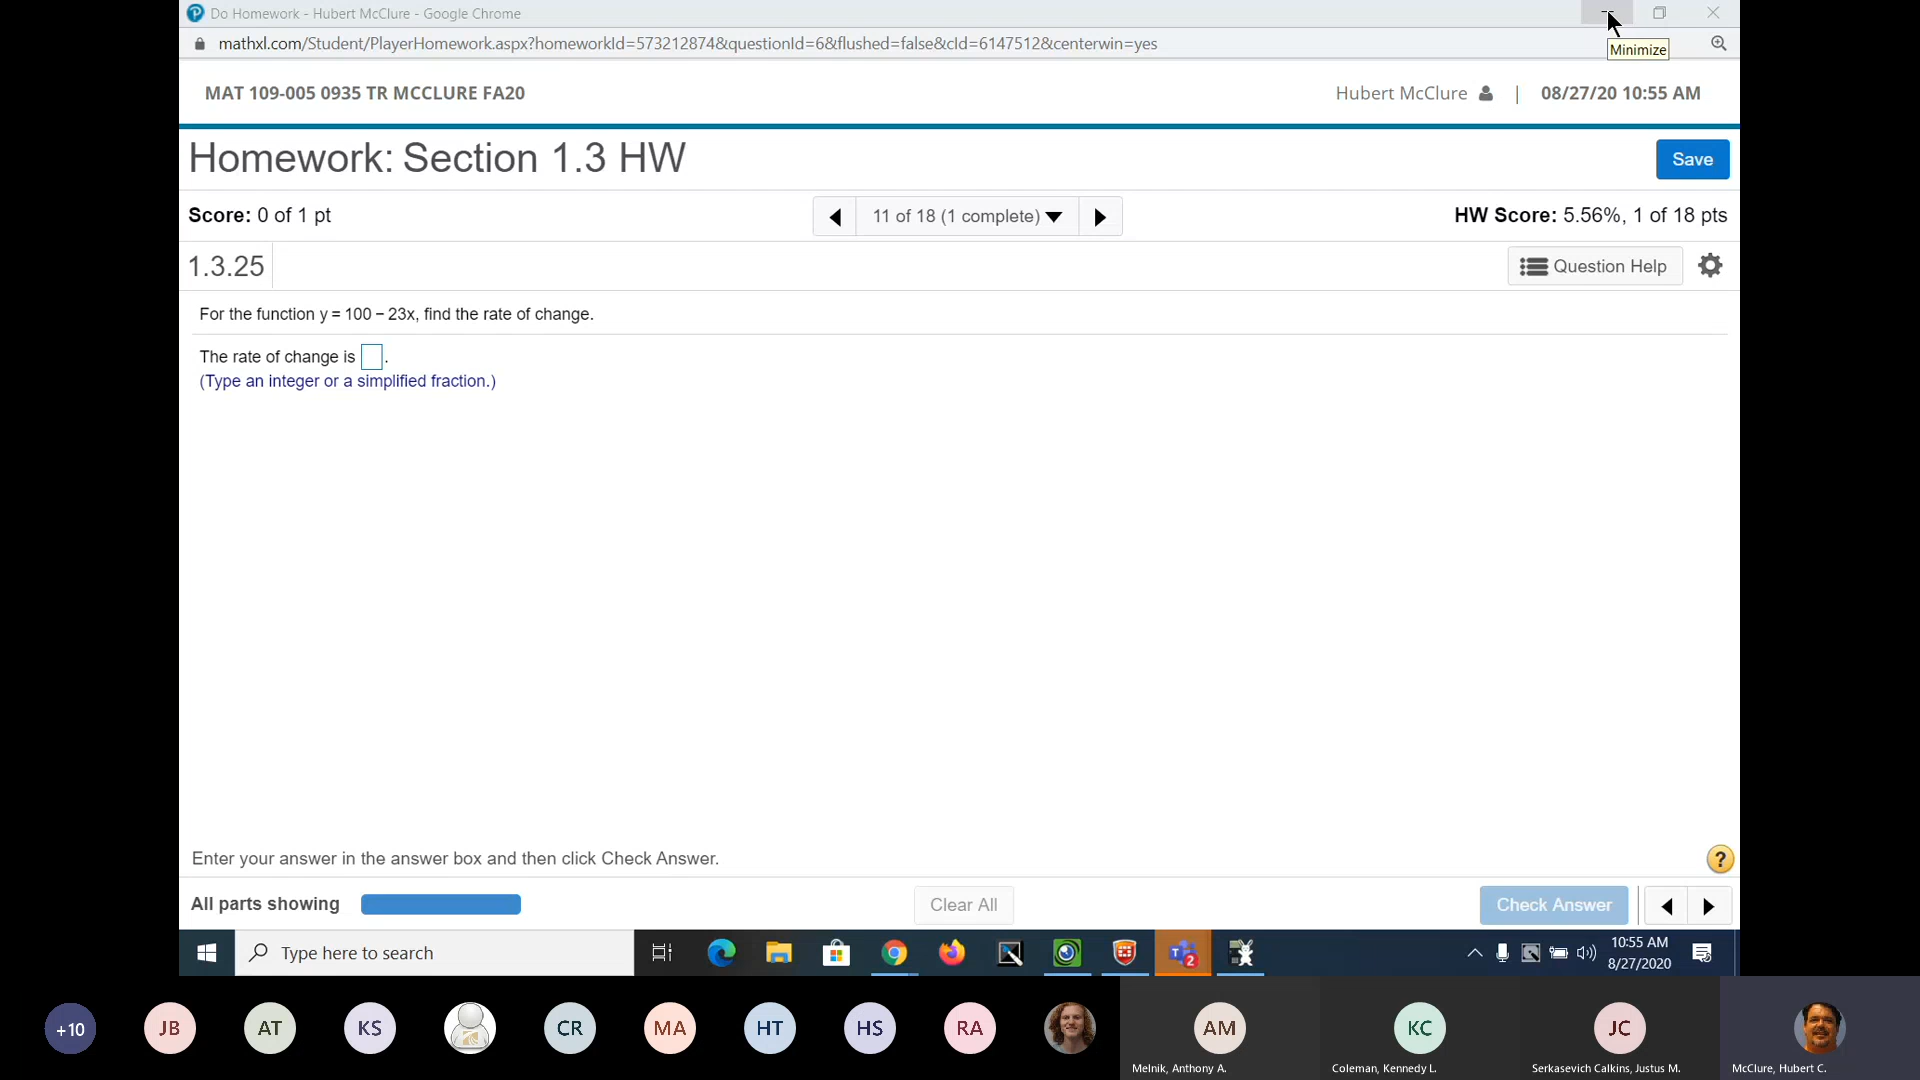 Do Homework - Hubert McClure - Google Chrome
mathxl.com/Student/PlayerHomework.aspx?homeworkId=573212874&questionId=6&flushed=false&cId=6147512&centerwin=yes
Minimize
MAT 109-005 0935 TR MCCLURE FA20
Hubert McClure | 08/27/20 10:55 AM
Homework: Section 1.3 HW
Save
Score: 0 of 1 pt
11 of 18 (1 complete)
HW Score: 5.56%, 1 of 18 pts
1.3.25
Question Help
For the function y = 100 − 23x, find the rate of change.
The rate of change is .
(Type an integer or a simplified fraction.)
Enter your answer in the answer box and then click Check Answer.
?
All parts showing
Clear All
Check Answer
Type here to search
2
10:55 AM
8/27/2020
+10
JB
AT
KS
CR
MA
HT
HS
RA
AM
KC
JC
Melnik, Anthony A.
Coleman, Kennedy L.
Serkasevich Calkins, Justus M.
McClure, Hubert C.